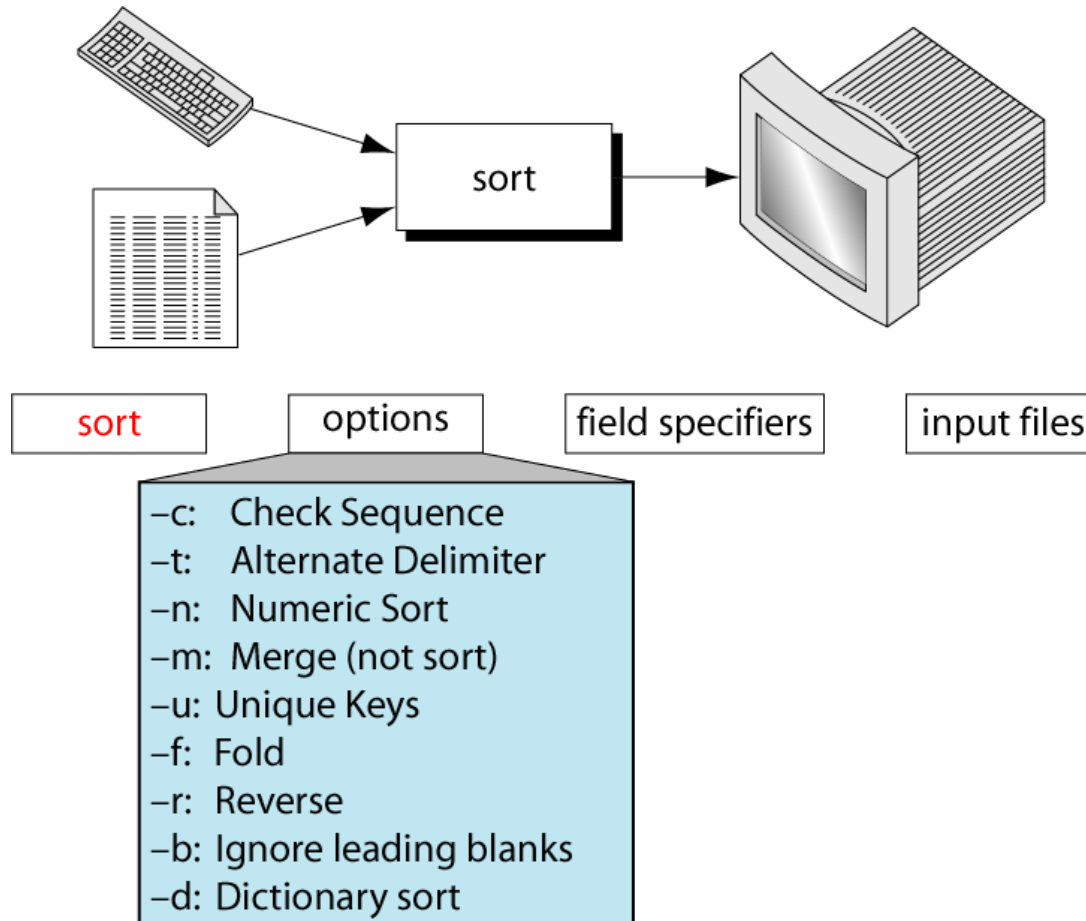 sort
sort
options
field specifiers
input files
–c: Check Sequence
–t: Alternate Delimiter
–n: Numeric Sort
–m: Merge (not sort)
–u: Unique Keys
–f: Fold
–r: Reverse
–b: Ignore leading blanks
–d: Dictionary sort